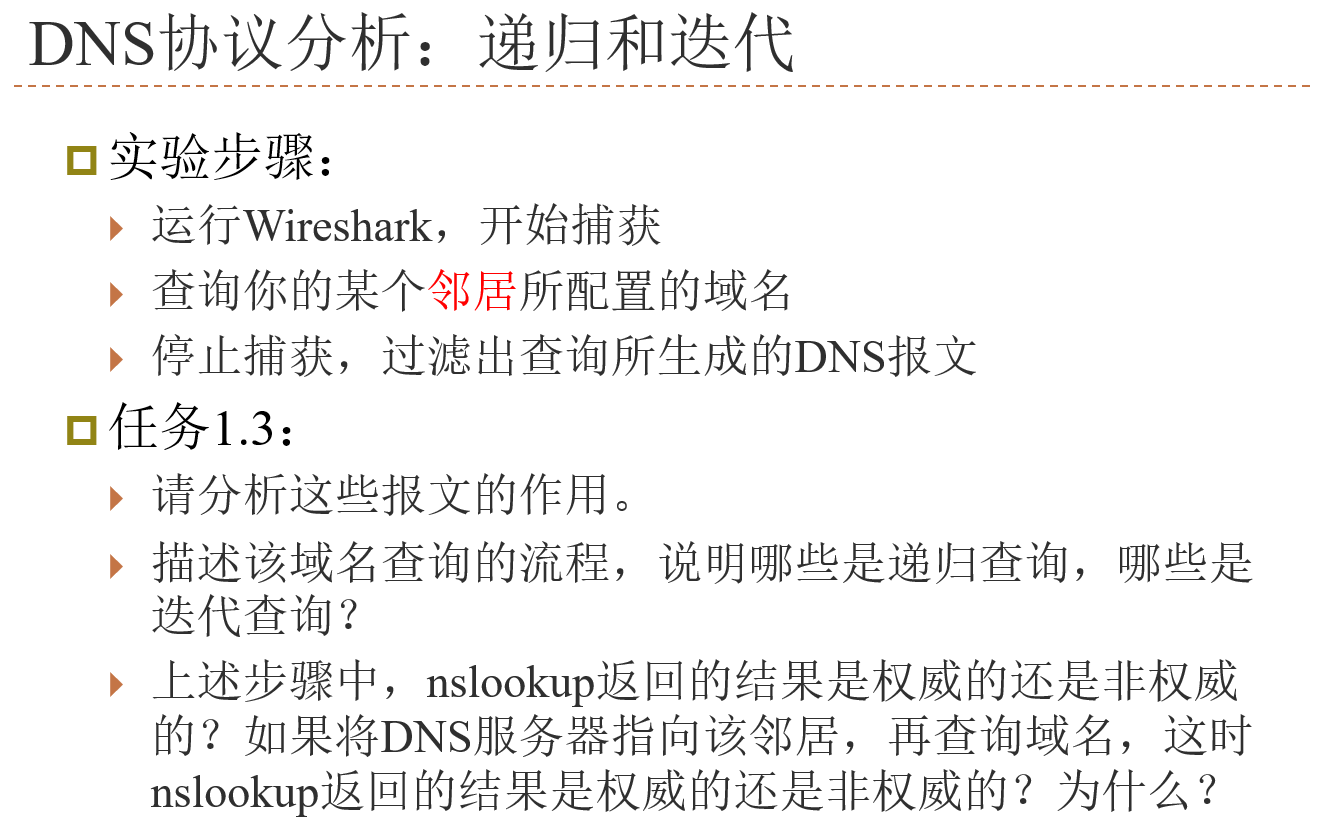 DNS协议分析：递归和迭代
实验步骤：
运行Wireshark，开始捕获
查询你的某个邻居所配置的域名
停止捕获，过滤出查询所生成的DNS报文
任务1.3：
请分析这些报文的作用。
描述该域名查询的流程，说明哪些是递归查询，哪些是
迭代查询？
上述步骤中，nslookup返回的结果是权威的还是非权威
的？如果将DNS服务器指向该邻居，再查询域名，这时
nslookup返回的结果是权威的还是非权威的？为什么？